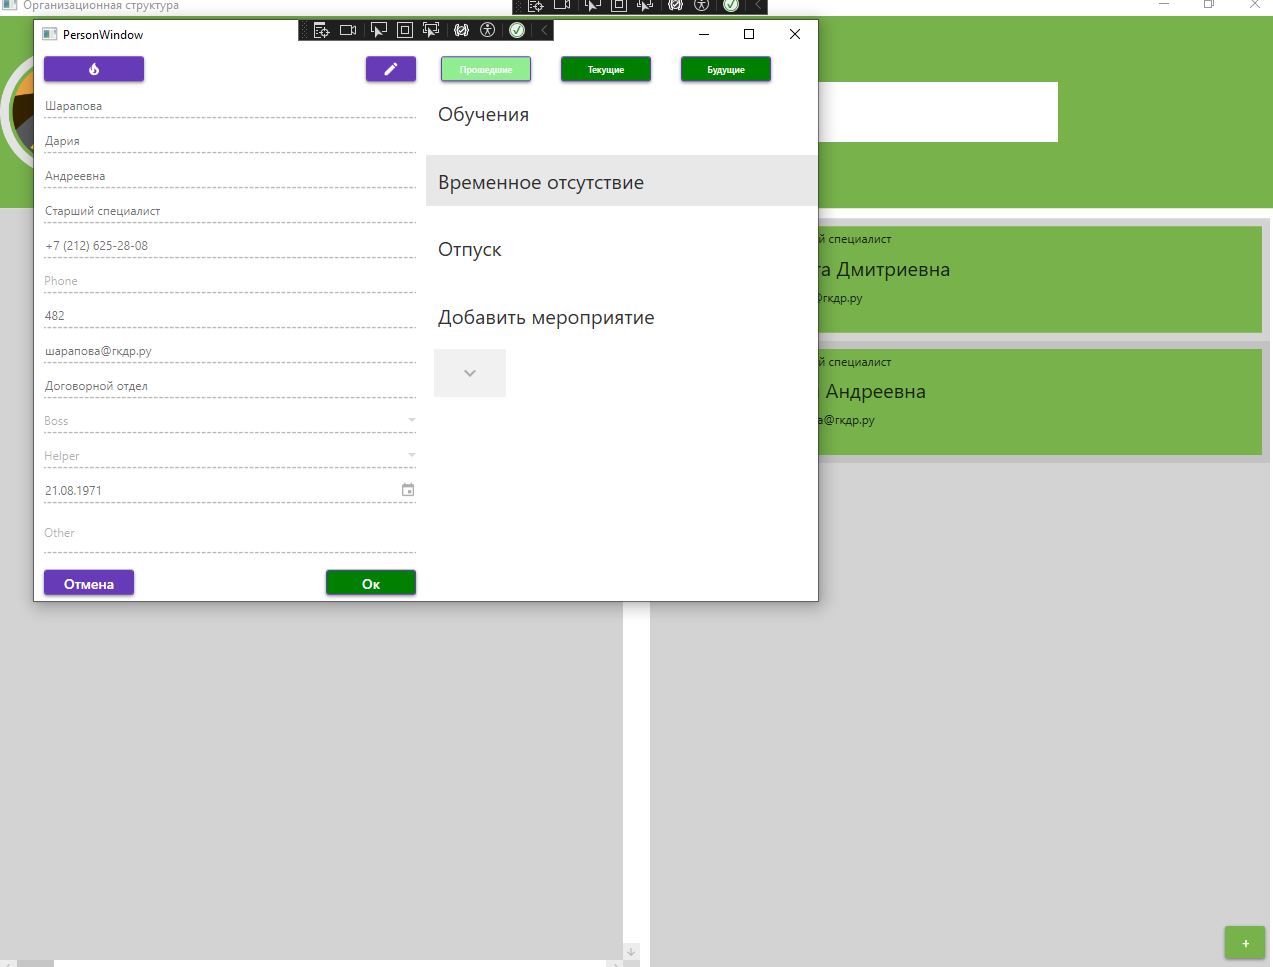 Организационная структура
PersonWindow
Прошедшие
Текущие
Будущие
Шарапова
Дария
Андреевна
Старший специалист
+7 (212) 625-28-08
Phone
482
шарапова@гкдр.ру
Договорной отдел
Boss
Helper
21.08.1971
Other
Отмена
Ок
Обучения
Временное отсутствие
Отпуск
Добавить мероприятие
специалист
Дмитриевна
@гкдр.ру
специалист
Андреевна
а@гкдр.ру
+